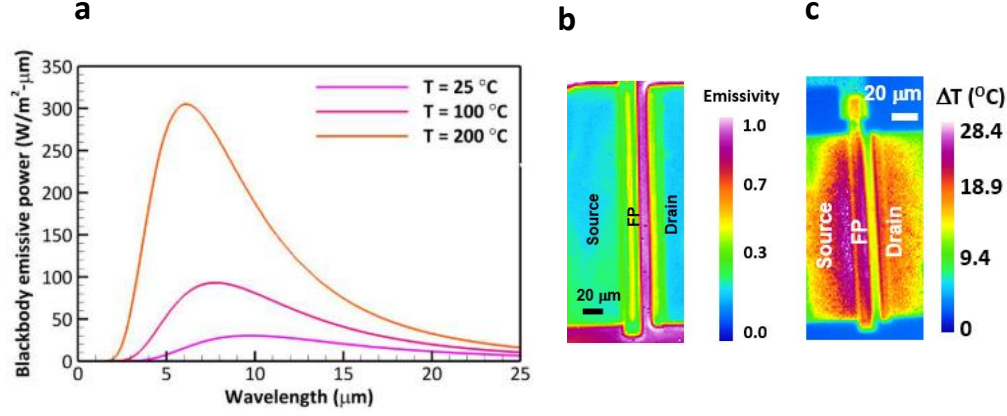 a
Blackbody emissive power (W/m²-μm)
350
300
250
200
150
100
50
0
T = 25 °C
T = 100 °C
T = 200 °C
0
5
10
15
20
25
Wavelength (μm)
b
Source
FP
Drain
20 μm
Emissivity
1.0
0.7
0.3
0.0
c
20 μm
Source
FP
Drain
ΔT (°C)
28.4
18.9
9.4
0